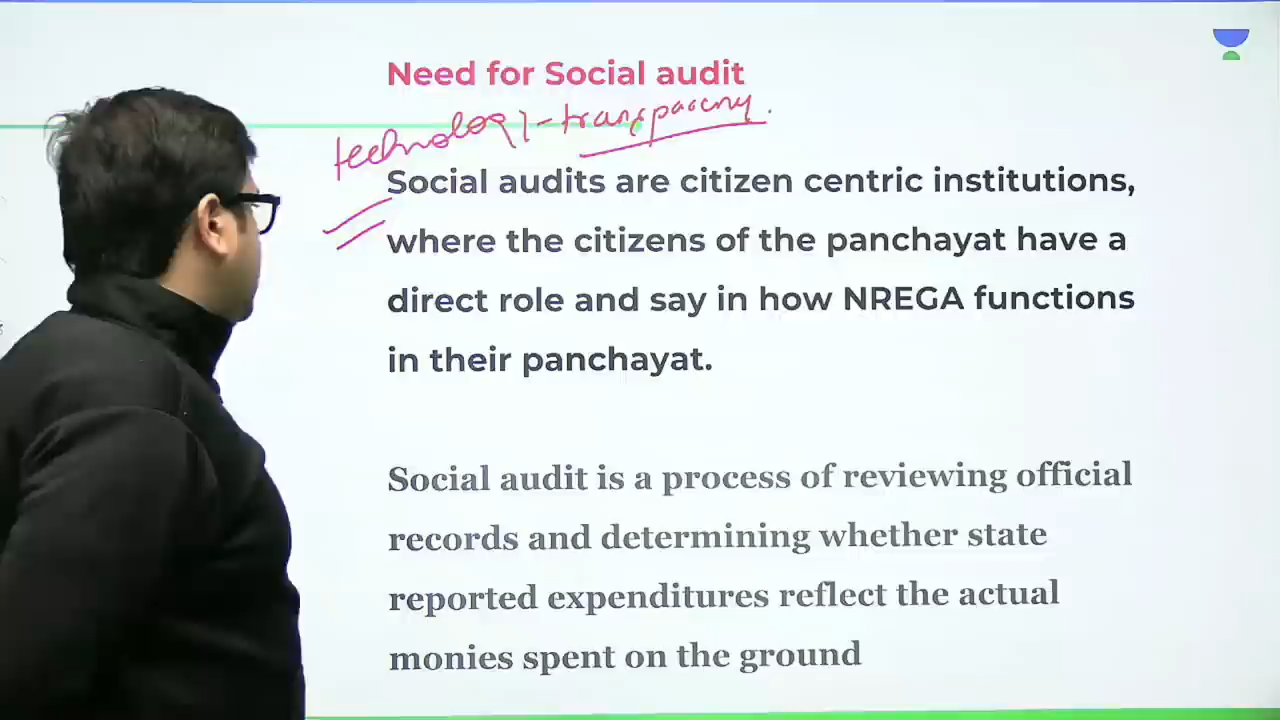 Need for Social audit
technology - transparency.
Social audits are citizen centric institutions,
where the citizens of the panchayat have a
direct role and say in how NREGA functions
in their panchayat.
Social audit is a process of reviewing official
records and determining whether state
reported expenditures reflect the actual
monies spent on the ground